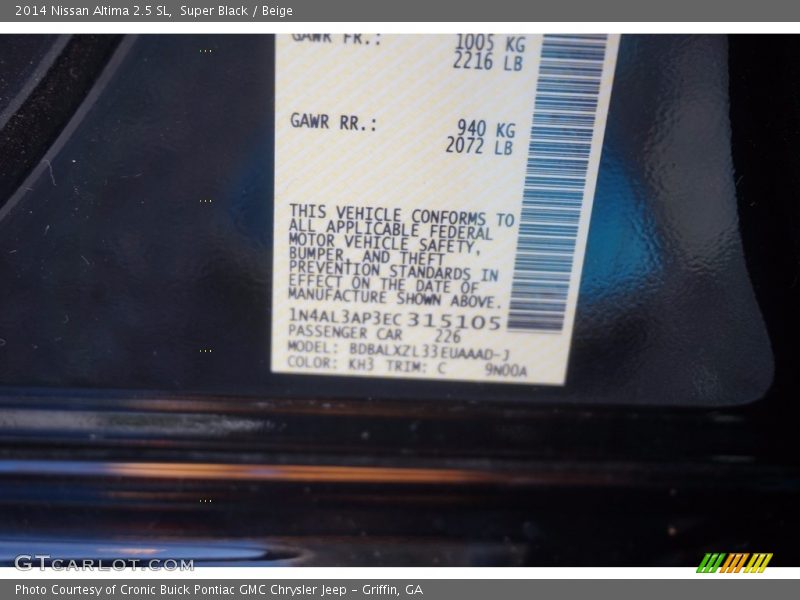 2014 Nissan Altima 2.5 SL,  Super Black / Beige
GAWR FR.: 1005 KG
2216 LB
GAWR RR.: 940 KG
2072 LB
THIS VEHICLE CONFORMS TO
ALL APPLICABLE FEDERAL
MOTOR VEHICLE SAFETY,
BUMPER, AND THEFT
PREVENTION STANDARDS IN
EFFECT ON THE DATE OF
MANUFACTURE SHOWN ABOVE.
1N4AL3AP3EC315105
PASSENGER CAR 226
MODEL: BDBALXZL33EUAAAD-J
COLOR: KH3 TRIM: C 9N00A
GTCARLOT.COM
Photo Courtesy of Cronic Buick Pontiac GMC Chrysler Jeep - Griffin, GA